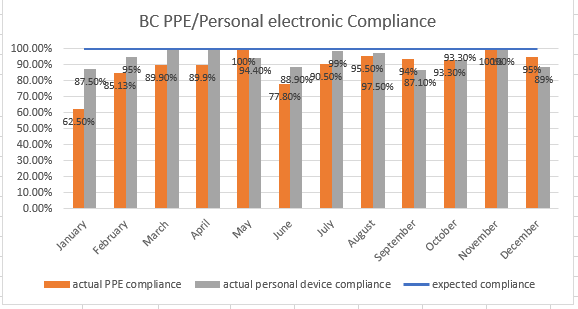 BC PPE/Personal electronic Compliance
100.00%
90.00%
80.00%
70.00%
60.00%
50.00%
40.00%
30.00%
20.00%
10.00%
0.00%
62.50%
87.50%
85.13%
95%
89.90%
89.9%
100%
94.40%
77.80%
88.90%
90.50%
99%
95.50%
97.50%
94%
87.10%
93.30%
93.30%
100%
95%
89%
January
February
March
April
May
June
July
August
September
October
November
December
actual PPE compliance
actual personal device compliance
expected compliance